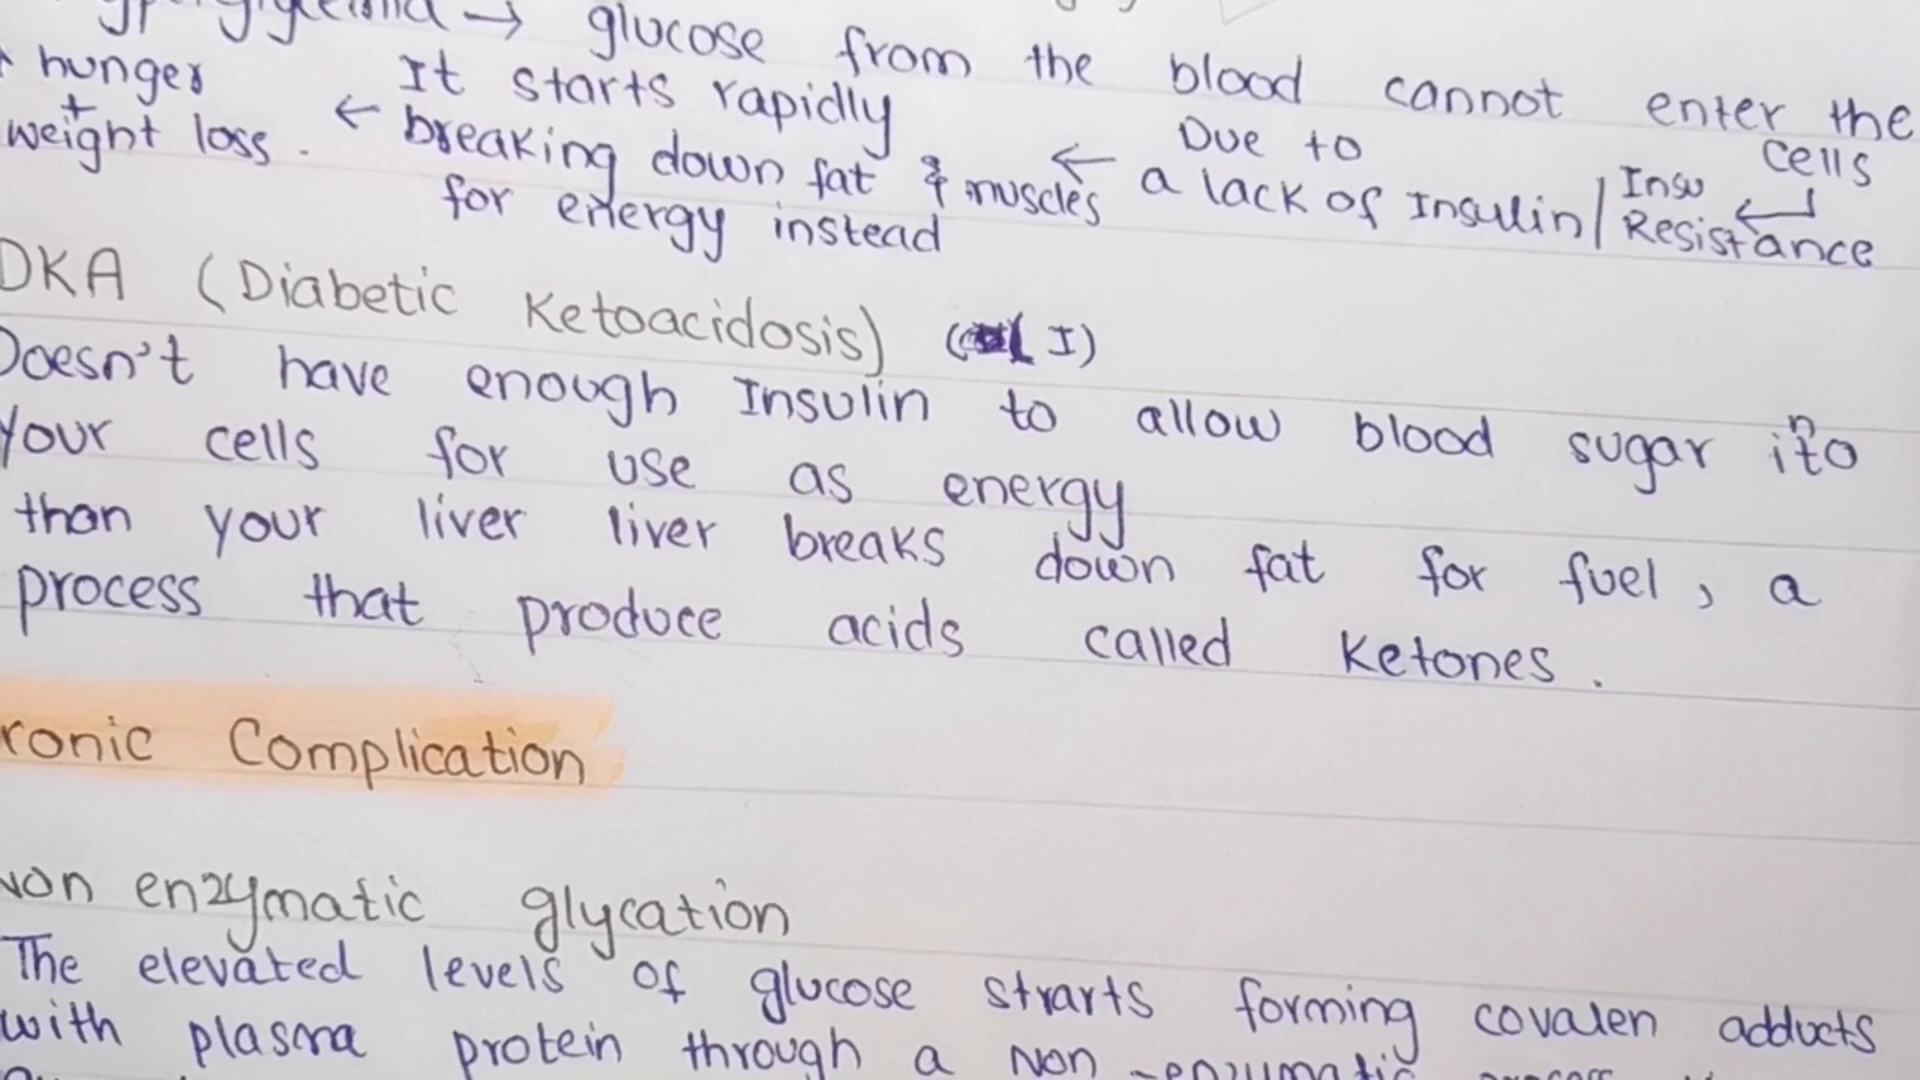 → glucose from the blood cannot enter the cells
↑ hunger + weight loss.
← It starts rapidly breaking down fat & muscles for energy instead
← Due to a lack of Insulin / Insu Resistance ↵
DKA (Diabetic Ketoacidosis) ( I)
Doesn't have enough Insulin to allow blood sugar into
your cells for use as energy
than your liver liver breaks down fat for fuel, a
process that produce acids called Ketones.
ronic Complication
Non enzymatic glycation
The elevated levels of glucose strarts forming covalen adducts
with plasma protein through a Non-enzymatic process